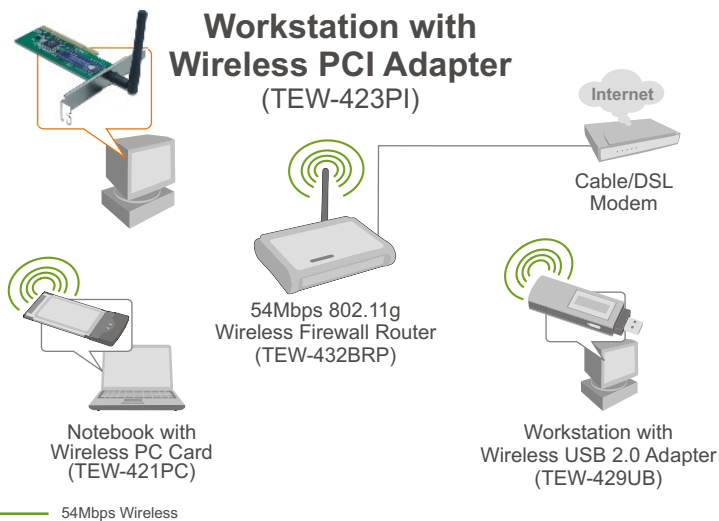 Workstation with
Wireless PCI Adapter
(TEW-423PI)
Internet
Cable/DSL
Modem
54Mbps 802.11g
Wireless Firewall Router
(TEW-432BRP)
Notebook with
Wireless PC Card
(TEW-421PC)
Workstation with
Wireless USB 2.0 Adapter
(TEW-429UB)
54Mbps Wireless